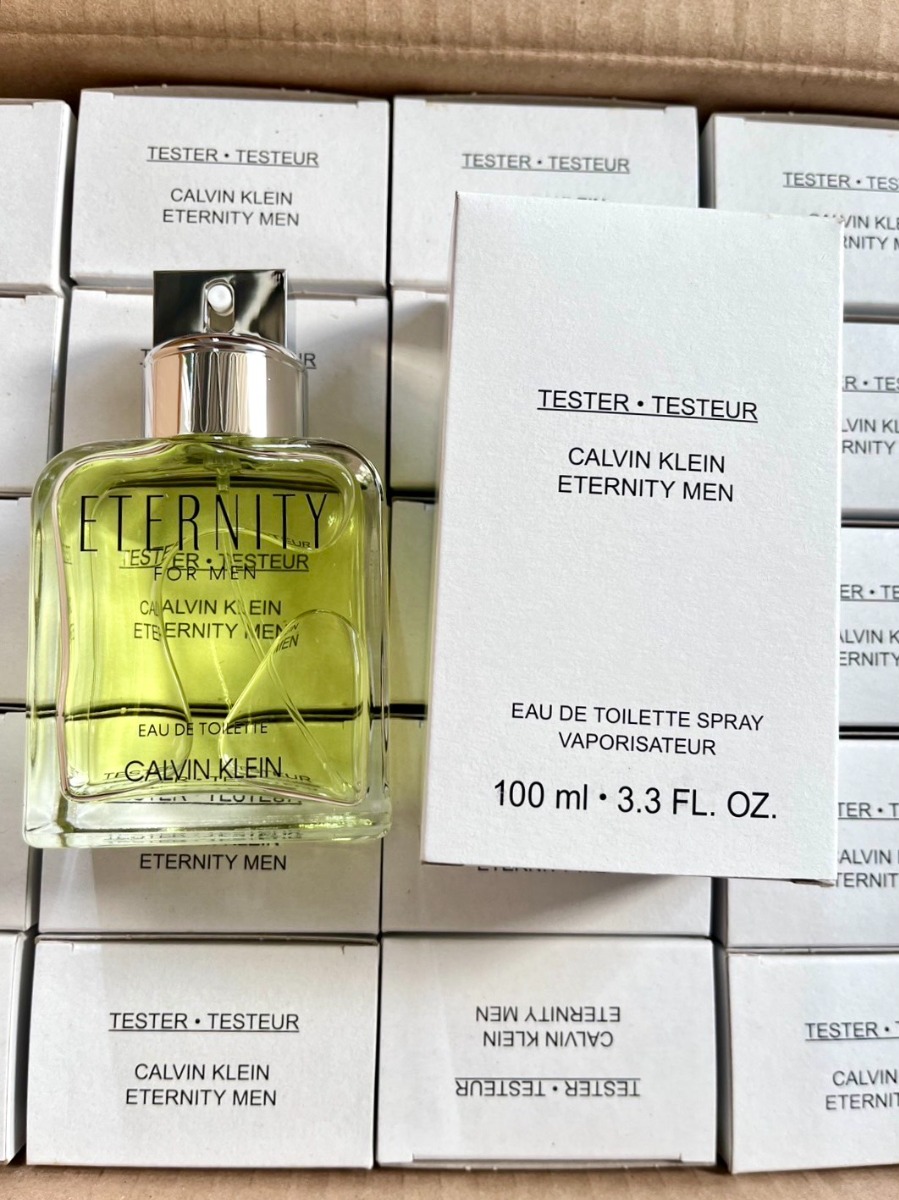 TESTER • TESTEUR
CALVIN KLEIN
ETERNITY MEN
TESTER • TESTEUR
TESTER • TES
CALVIN KLE
ETERNITY
FOR MEN
TESTER • TESTEUR
CALVIN KLEIN
ETERNITY MEN
EAU DE TOILETTE
CALVIN KLEIN
TESTER • TESTEUR
CALVIN KLEIN
ETERNITY MEN
EAU DE TOILETTE SPRAY
VAPORISATEUR
100 ml • 3.3 FL. OZ.
ETERNITY MEN
TESTER • TESTEUR
CALVIN KLEIN
ETERNITY MEN
TESTER • TESTEUR
CALVIN KLEIN
ETERNITY MEN
TESTER •
CALVIN
ETERNIT